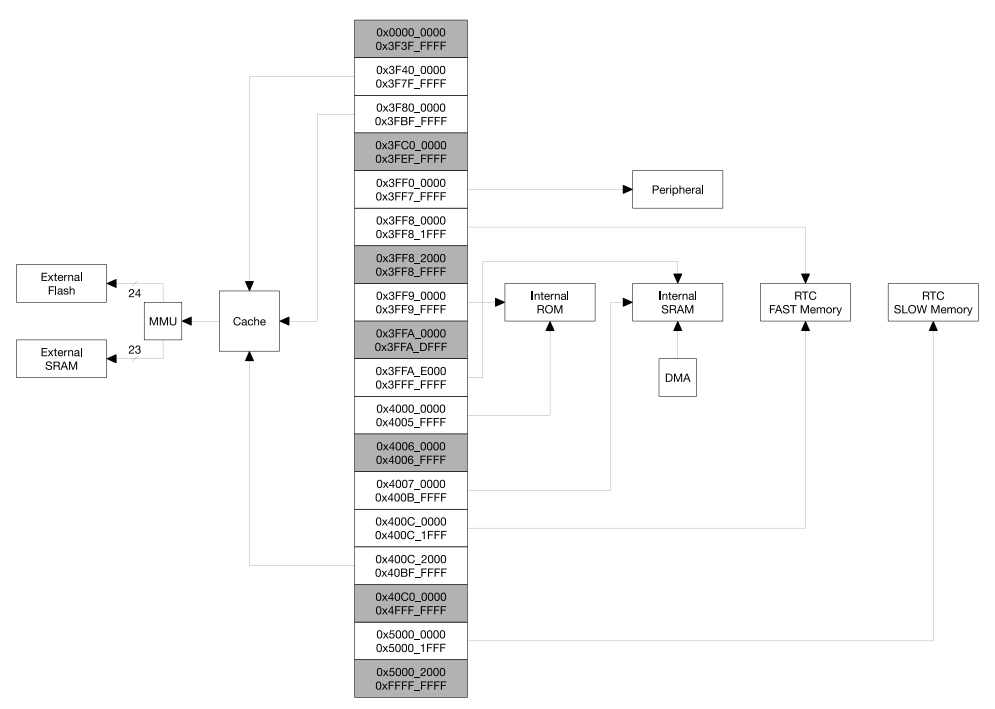 0x0000_0000
0x3F3F_FFFF
0x3F40_0000
0x3F7F_FFFF
0x3F80_0000
0x3FBF_FFFF
0x3FC0_0000
0x3FEF_FFFF
0x3FF0_0000
0x3FF7_FFFF
0x3FF8_0000
0x3FF8_1FFF
0x3FF8_2000
0x3FF8_FFFF
0x3FF9_0000
0x3FF9_FFFF
0x3FFA_0000
0x3FFA_DFFF
0x3FFA_E000
0x3FFF_FFFF
0x4000_0000
0x4005_FFFF
0x4006_0000
0x4006_FFFF
0x4007_0000
0x400B_FFFF
0x400C_0000
0x400C_1FFF
0x400C_2000
0x40BF_FFFF
0x40C0_0000
0x4FFF_FFFF
0x5000_0000
0x5000_1FFF
0x5000_2000
0xFFFF_FFFF
External
Flash
24
MMU
23
External
SRAM
Cache
Peripheral
Internal
ROM
Internal
SRAM
DMA
RTC
FAST Memory
RTC
SLOW Memory